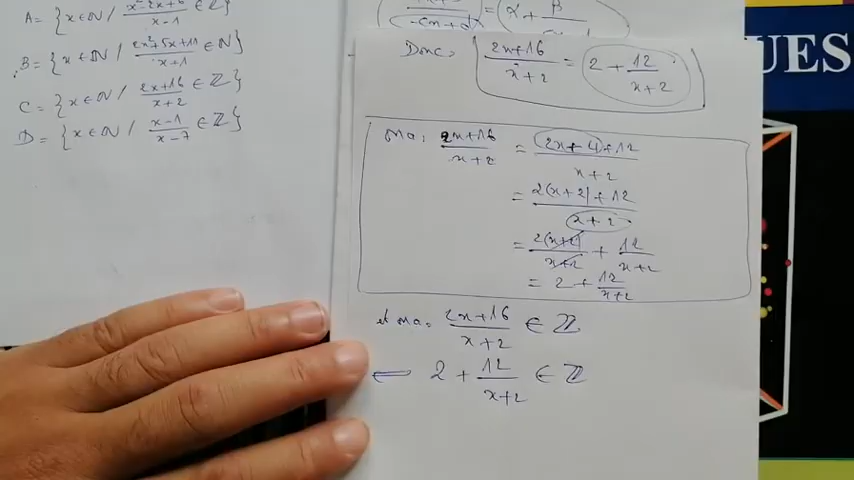 A = {x ∈ ℕ / (x²-2x+6)/(x-1) ∈ ℤ}
B = {x ∈ ℕ / (2x²+5x+11)/(x+1) ∈ ℕ}
C = {x ∈ ℕ / (2x+16)/(x+2) ∈ ℤ}
D = {x ∈ ℕ / (x-1)/(x-7) ∈ ℤ}
= α + β
Donc (2x+16)/(x+2) = 2 + 12/(x+2)
Ona: (2x+16)/(x+2) = (2x+4+12)/(x+2)
= (2(x+2)+12)/(x+2)
= 2(x+2)/(x+2) + 12/(x+2)
= 2 + 12/(x+2)
et ona: (2x+16)/(x+2) ∈ ℤ
2 + 12/(x+2) ∈ ℤ
UES